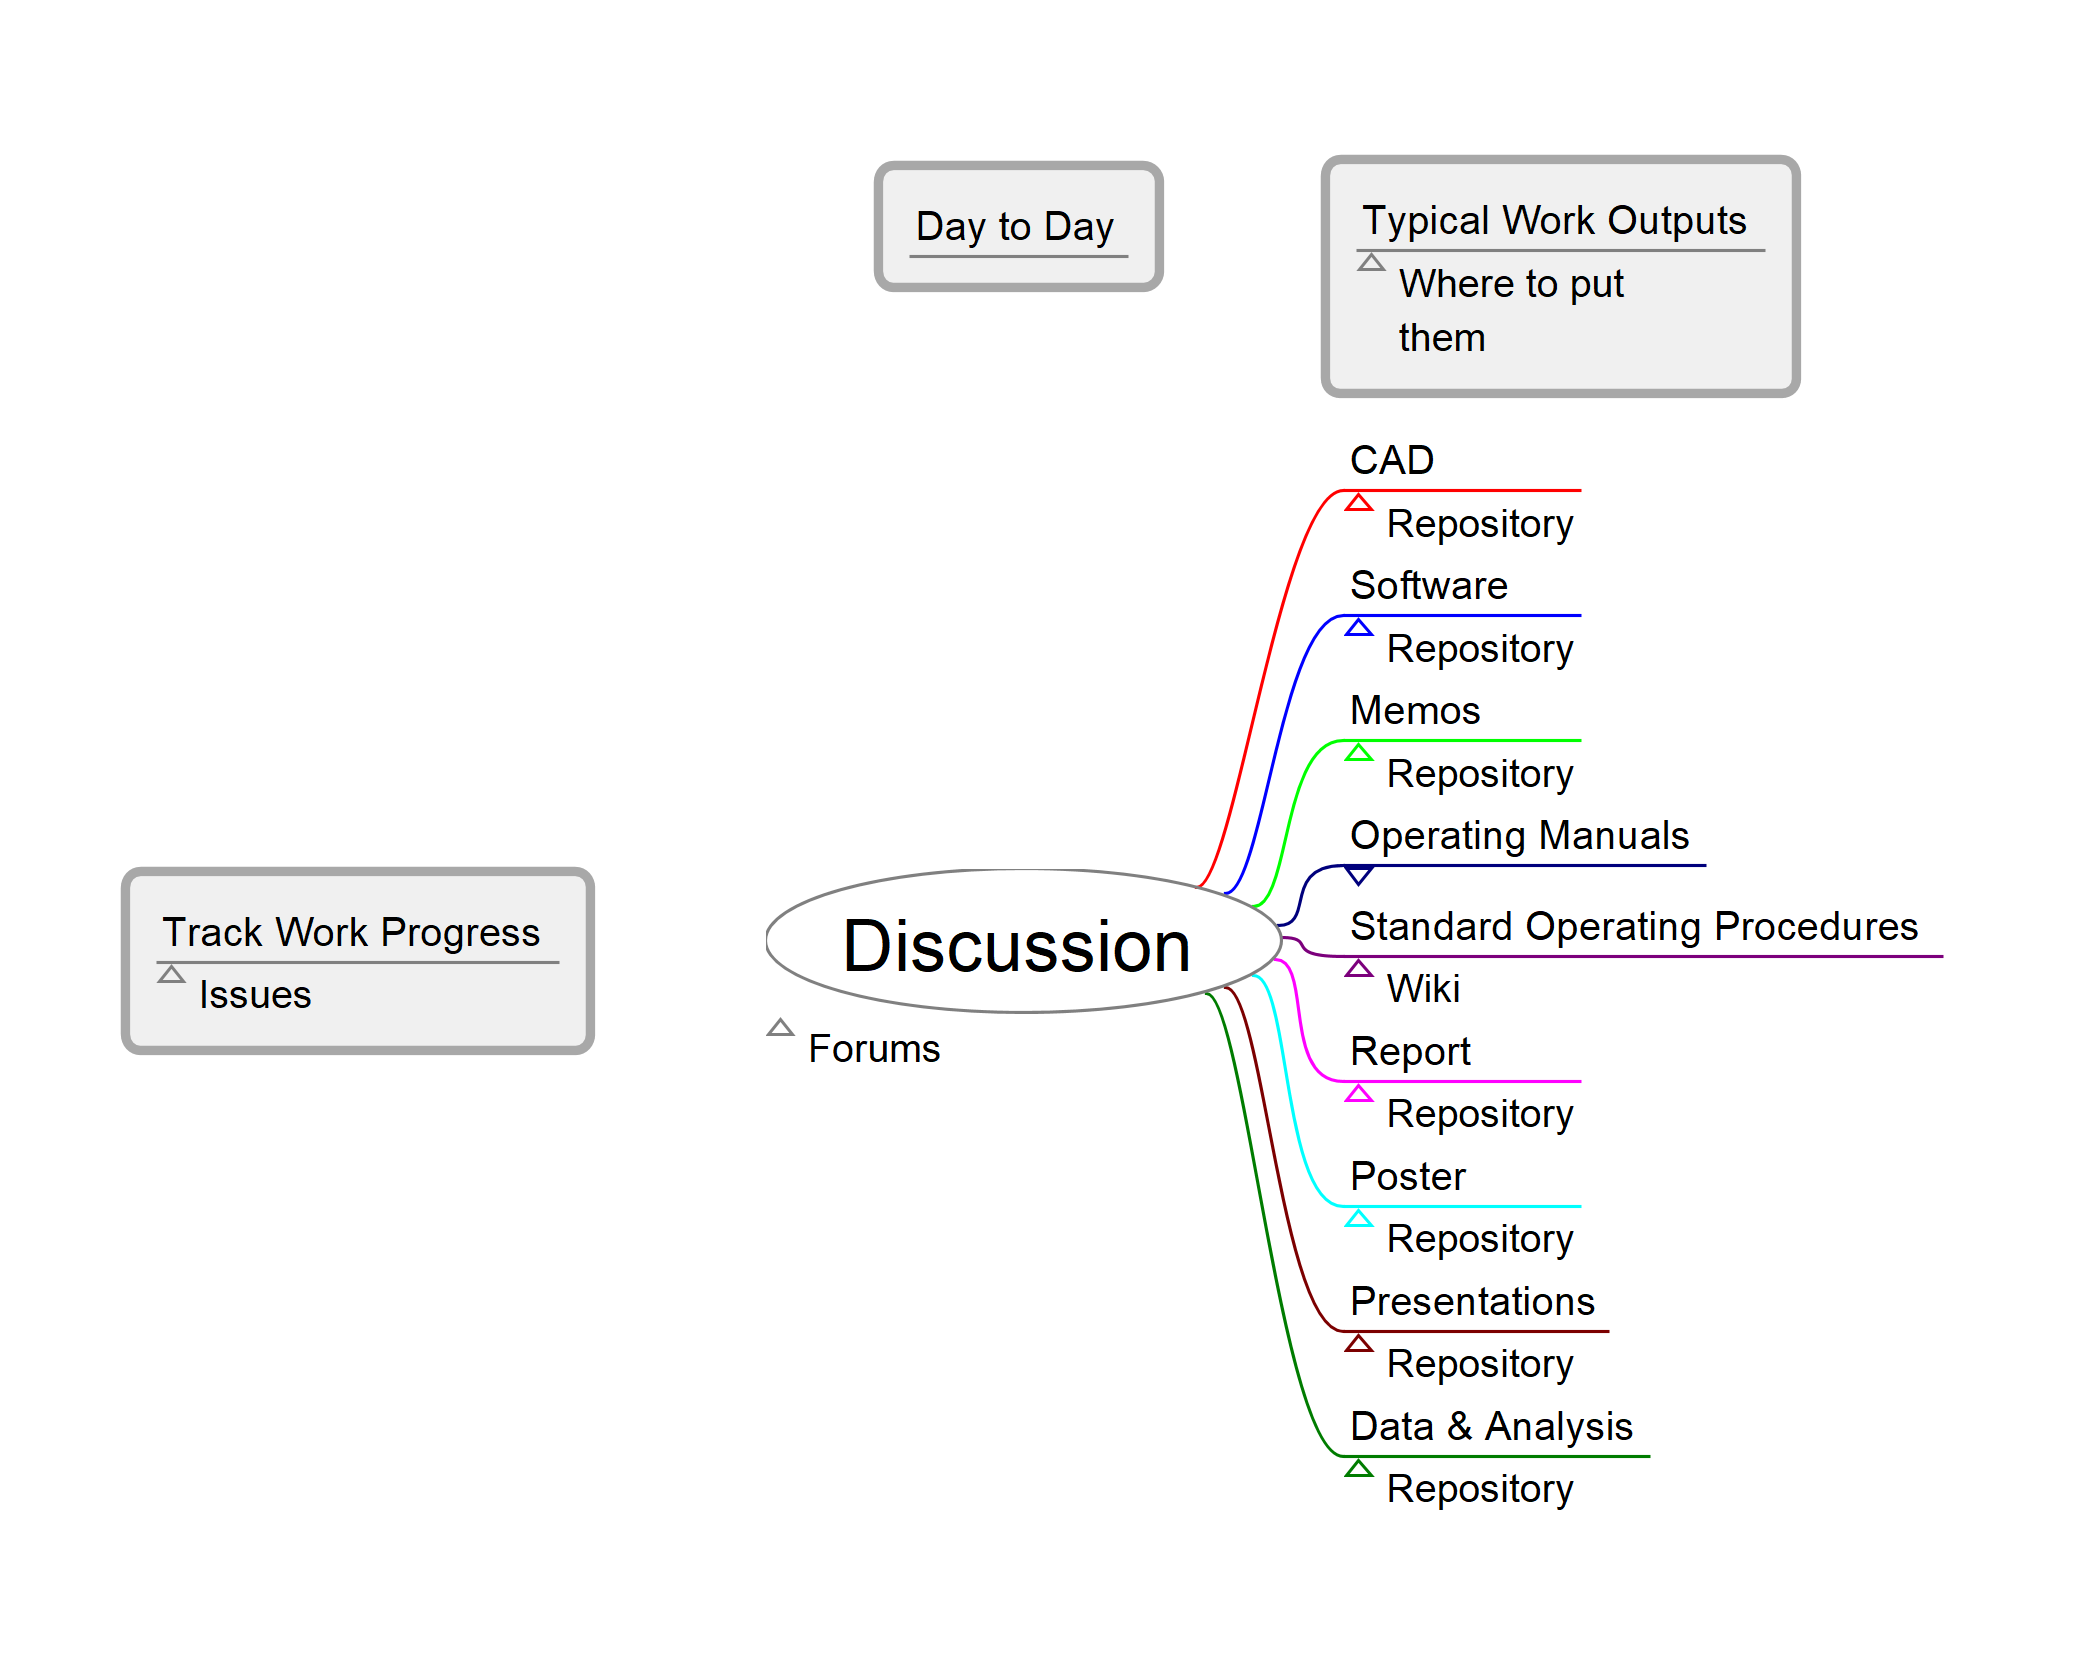 Day to Day
Typical Work Outputs
Where to put
them
CAD
Repository
Software
Repository
Memos
Repository
Operating Manuals
Standard Operating Procedures
Wiki
Report
Repository
Poster
Repository
Presentations
Repository
Data & Analysis
Repository
Discussion
Forums
Track Work Progress
Issues